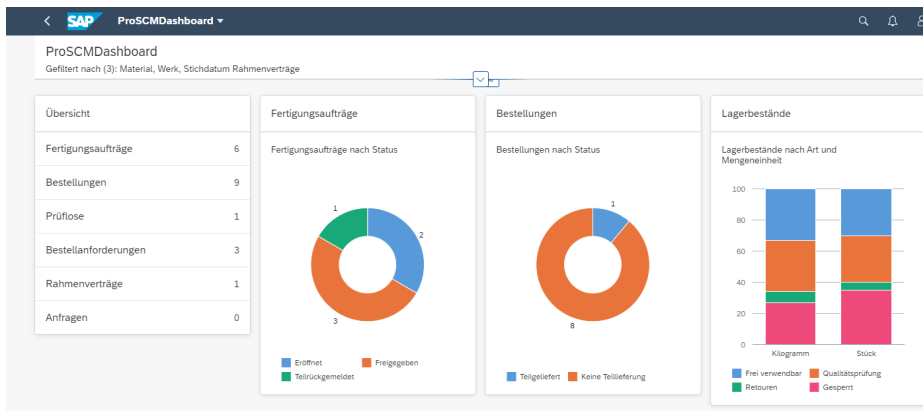 SAP ProSCMDashboard
ProSCMDashboard
Gefiltert nach (3): Material, Werk, Stichdatum Rahmenverträge
Übersicht
Fertigungsaufträge 6
Bestellungen 9
Prüflose 1
Bestellanforderungen 3
Rahmenverträge 1
Anfragen 0
Fertigungsaufträge
Fertigungsaufträge nach Status
1
2
3
Eröffnet Freigegeben
Teilrückgemeldet
Bestellungen
Bestellungen nach Status
1
8
Teilgeliefert Keine Teillieferung
Lagerbestände
Lagerbestände nach Art und
Mengeneinheit
100
80
60
40
20
0
Kilogramm Stück
Frei verwendbar Qualitätsprüfung
Retouren Gesperrt